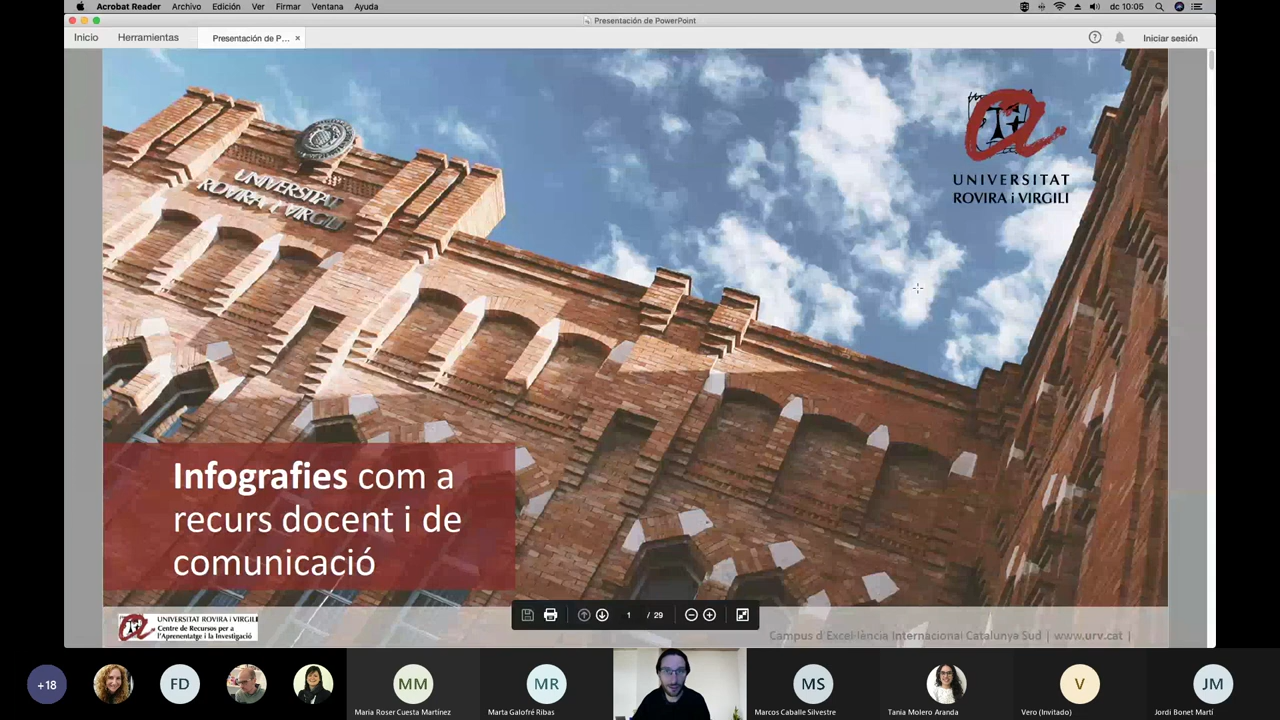 Acrobat Reader Archivo Edición Ver Firmar Ventana Ayuda
dc 10:05
Presentación de PowerPoint
Inicio Herramientas Presentación de P... ×
Iniciar sesión
UNIVERSITAT
ROVIRA i VIRGILI
UNIVERSITAT
ROVIRA i VIRGILI
Infografies com a
recurs docent i de
comunicació
1 / 29
UNIVERSITAT ROVIRA i VIRGILI
Centre de Recursos per a
l'Aprenentatge i la Investigació
Campus d'Excel·lència Internacional Catalunya Sud | www.urv.cat |
+18
FD
MM
Maria Roser Cuesta Martínez
MR
Marta Galofré Ribas
MS
Marcos Caballe Silvestre
Tania Molero Aranda
V
Vero (Invitado)
JM
Jordi Bonet Martí